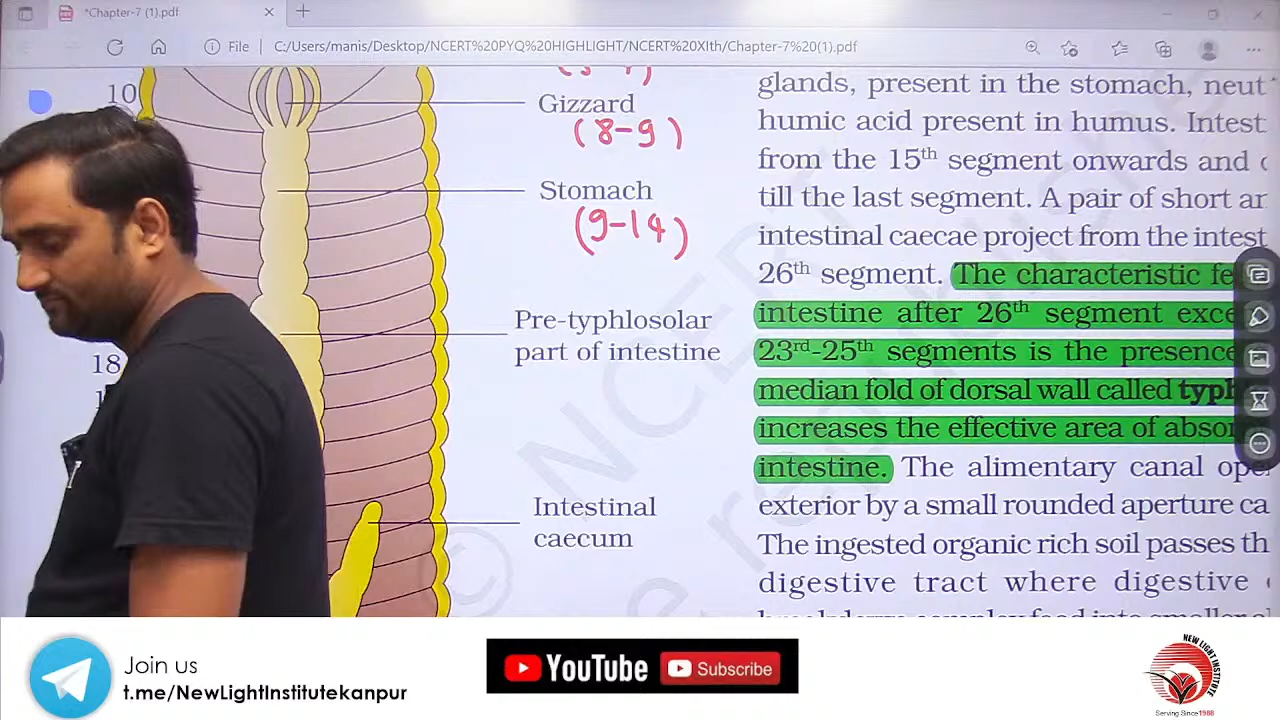 *Chapter-7 (1).pdf
File
C:/Users/manis/Desktop/NCERT%20PYQ%20HIGHLIGHT/NCERT%20XIth/Chapter-7%20(1).pdf
10
Gizzard
(8-9)
Stomach
(9-14)
Pre-typhlosolar
part of intestine
18
Intestinal
caecum
glands, present in the stomach, neut
humic acid present in humus. Intest
from the 15th segment onwards and c
till the last segment. A pair of short an
intestinal caecae project from the intest
26th segment. The characteristic fe
intestine after 26th segment exce
23rd-25th segments is the presence
median fold of dorsal wall called typh
increases the effective area of absor
intestine. The alimentary canal ope
exterior by a small rounded aperture ca
The ingested organic rich soil passes th
digestive tract where digestive
© NCERT
Join us
t.me/NewLightInstitutekanpur
YouTube
Subscribe
NEW LIGHT INSTITUTE
Serving Since1988